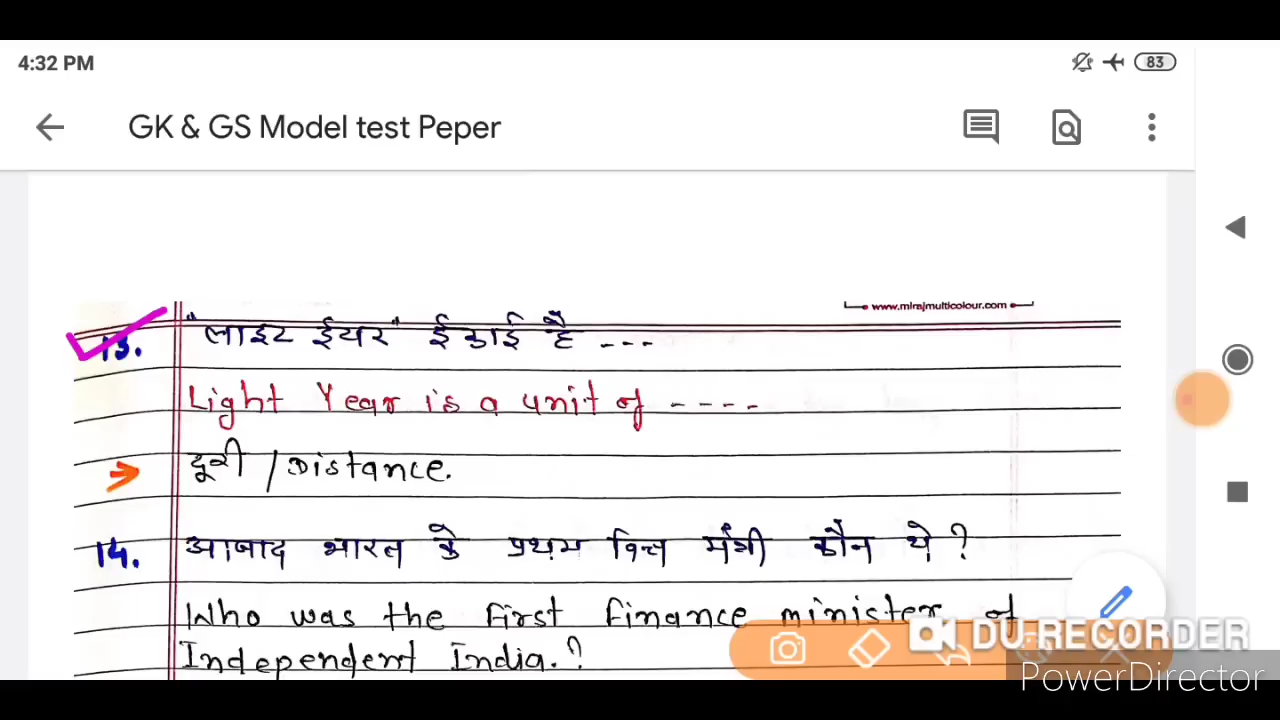 4:32 PM
83
GK & GS Model test Peper
www.mirajmulticolour.com
13. "लाइट ईयर" ईकाई है ---
Light Year is a unit of ----
दूरी / Distance.
14. आजाद भारत के प्रथम वित्त मंत्री कौन थे ?
Who was the first finance minister of
Independent India.?
DU RECORDER
PowerDirector